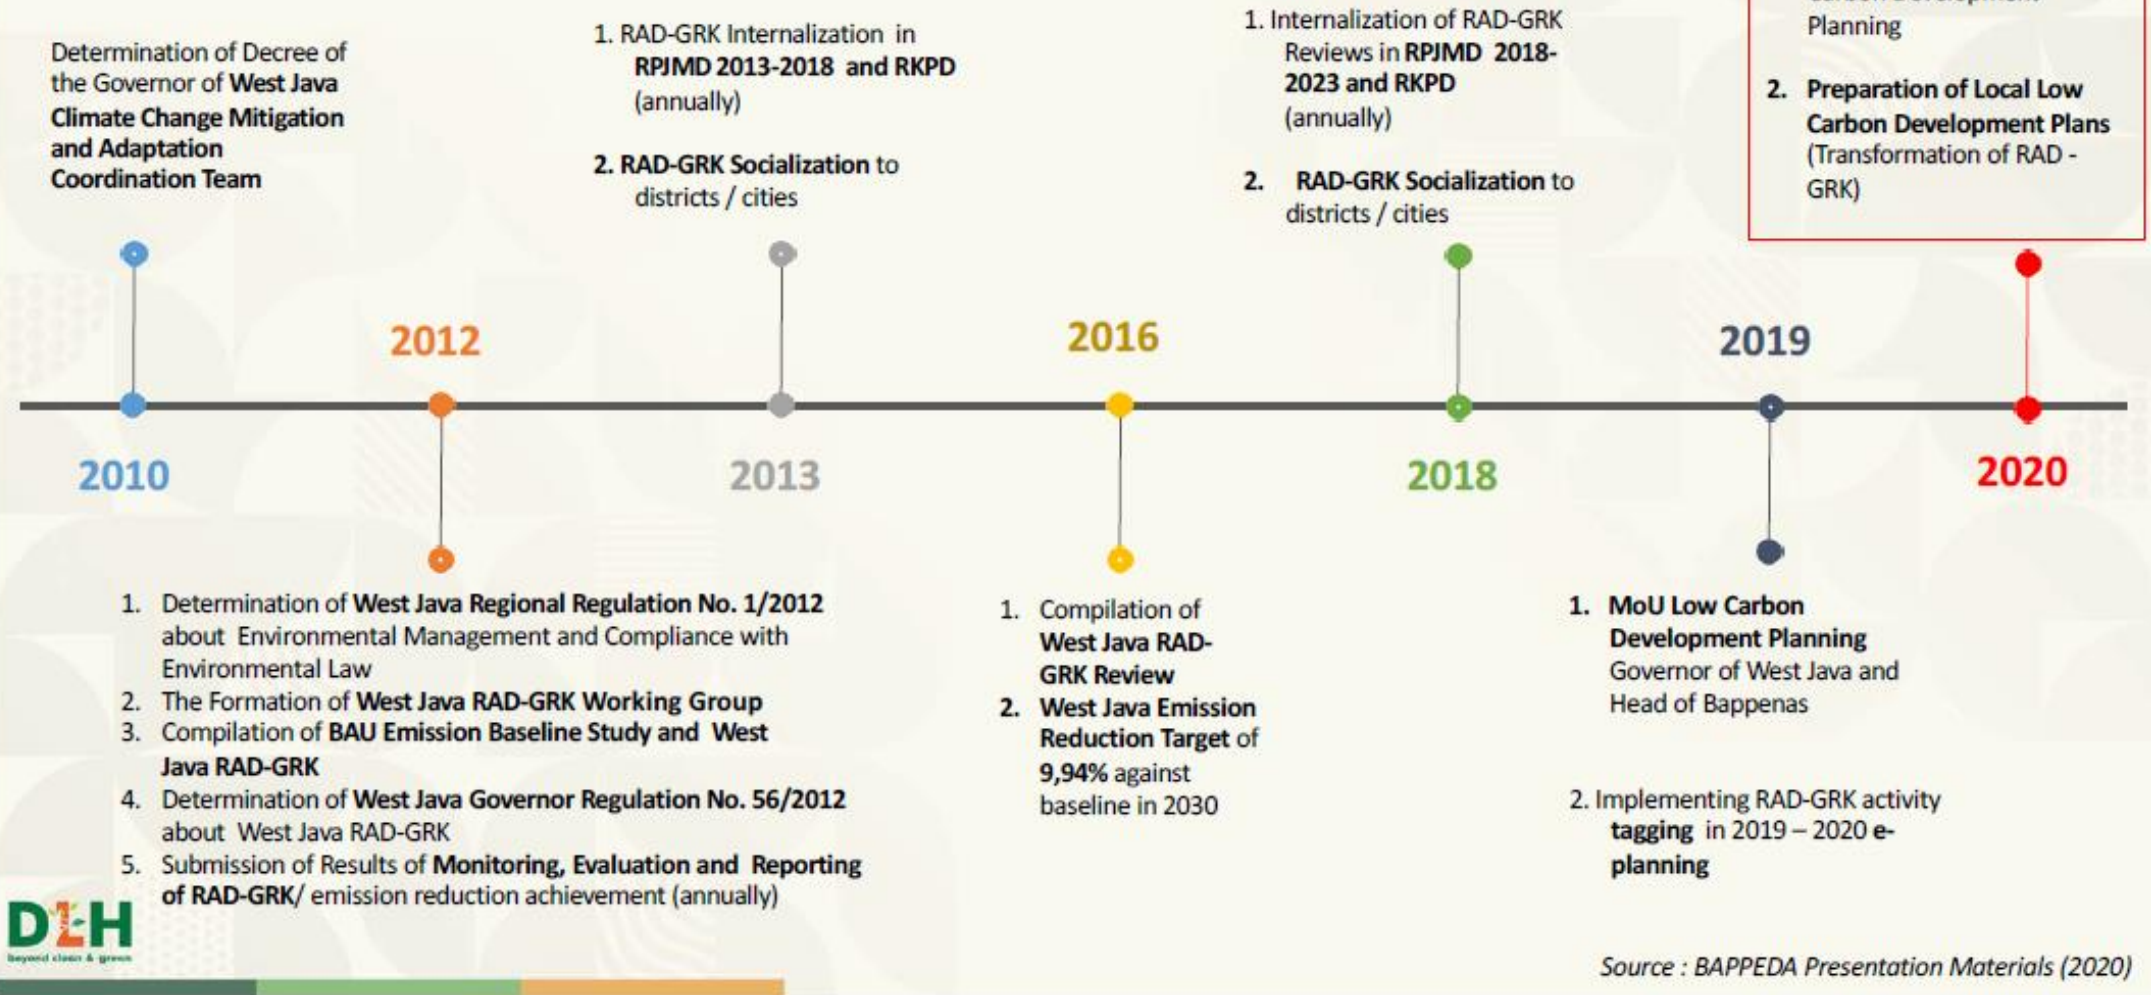 Determination of Decree of
the Governor of West Java
Climate Change Mitigation
and Adaptation
Coordination Team
1. RAD-GRK Internalization in
RPJMD 2013-2018 and RKPD
(annually)
2. RAD-GRK Socialization to
districts / cities
1. Internalization of RAD-GRK
Reviews in RPJMD 2018-
2023 and RKPD
(annually)
2. RAD-GRK Socialization to
districts / cities
Planning
2. Preparation of Local Low
Carbon Development Plans
(Transformation of RAD -
GRK)
2012
2016
2019
2010
2013
2018
2020
1. Determination of West Java Regional Regulation No. 1/2012
about Environmental Management and Compliance with
Environmental Law
2. The Formation of West Java RAD-GRK Working Group
3. Compilation of BAU Emission Baseline Study and West
Java RAD-GRK
4. Determination of West Java Governor Regulation No. 56/2012
about West Java RAD-GRK
5. Submission of Results of Monitoring, Evaluation and Reporting
of RAD-GRK/ emission reduction achievement (annually)
1. Compilation of
West Java RAD-
GRK Review
2. West Java Emission
Reduction Target of
9,94% against
baseline in 2030
1. MoU Low Carbon
Development Planning
Governor of West Java and
Head of Bappenas
2. Implementing RAD-GRK activity
tagging in 2019 – 2020 e-
planning
DLH
beyond clean & green
Source : BAPPEDA Presentation Materials (2020)